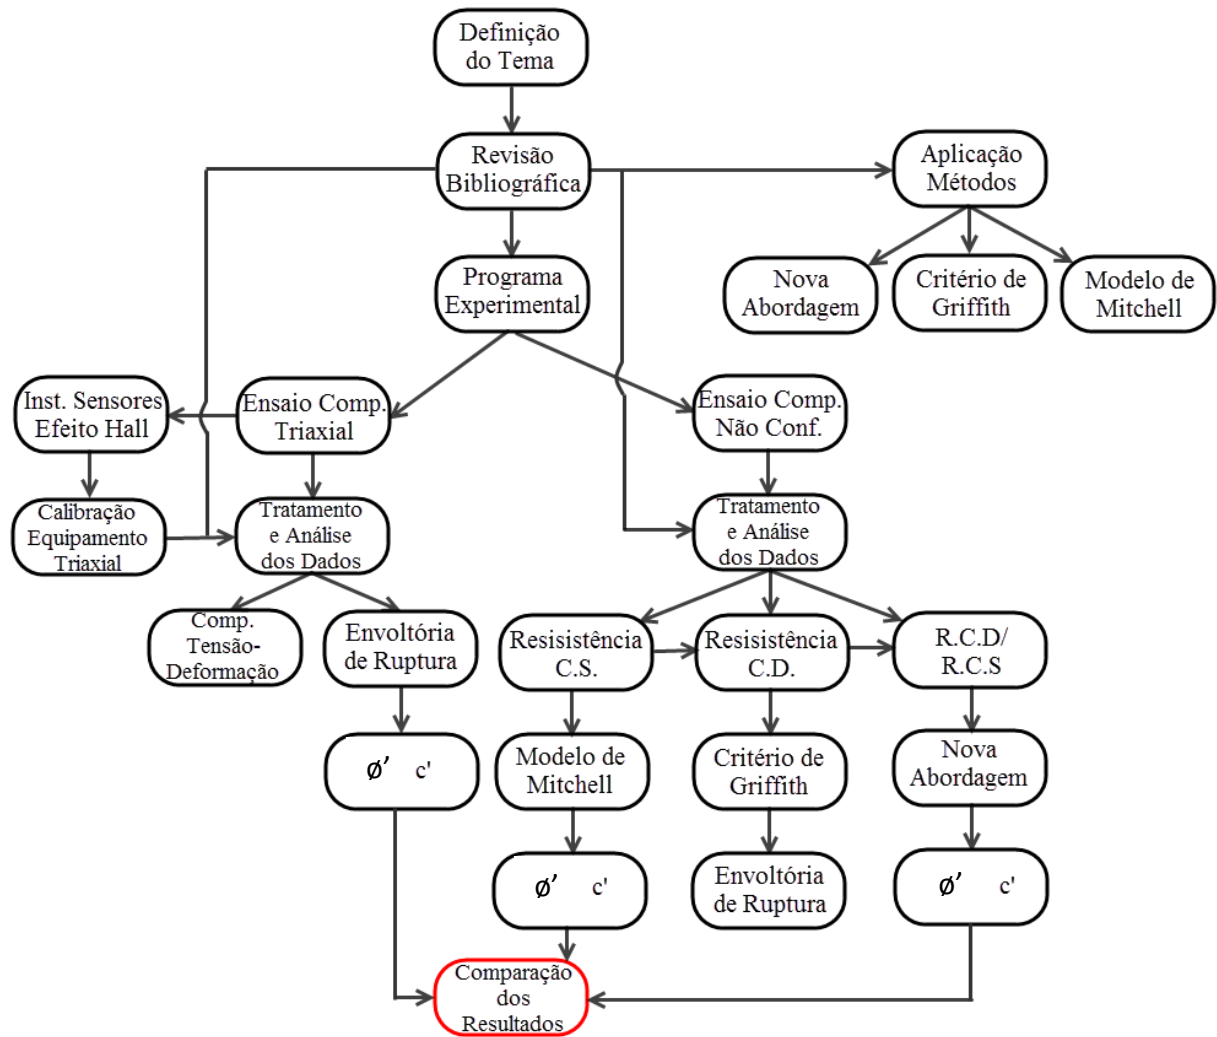 Definição
do Tema
Revisão
Bibliográfica
Aplicação
Métodos
Programa
Experimental
Nova
Abordagem
Critério de
Griffith
Modelo de
Mitchell
Inst. Sensores
Efeito Hall
Ensaio Comp.
Triaxial
Ensaio Comp.
Não Conf.
Calibração
Equipamento
Triaxial
Tratamento
e Análise
dos Dados
Tratamento
e Análise
dos Dados
Comp.
Tensão-
Deformação
Envoltória
de Ruptura
Resisistência
C.S.
Resisistência
C.D.
R.C.D/
R.C.S
ø’ c'
Modelo de
Mitchell
Critério de
Griffith
Nova
Abordagem
ø’ c'
Envoltória
de Ruptura
ø’ c'
Comparação
dos
Resultados